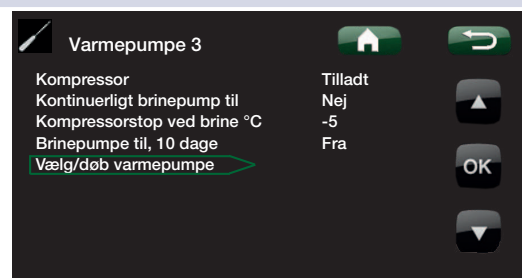 Varmepumpe 3
Kompressor Tilladt
Kontinuerligt brinepump til Nej
Kompressorstop ved brine °C -5
Brinepumpe til, 10 dage Fra
Vælg/døb varmepumpe
OK